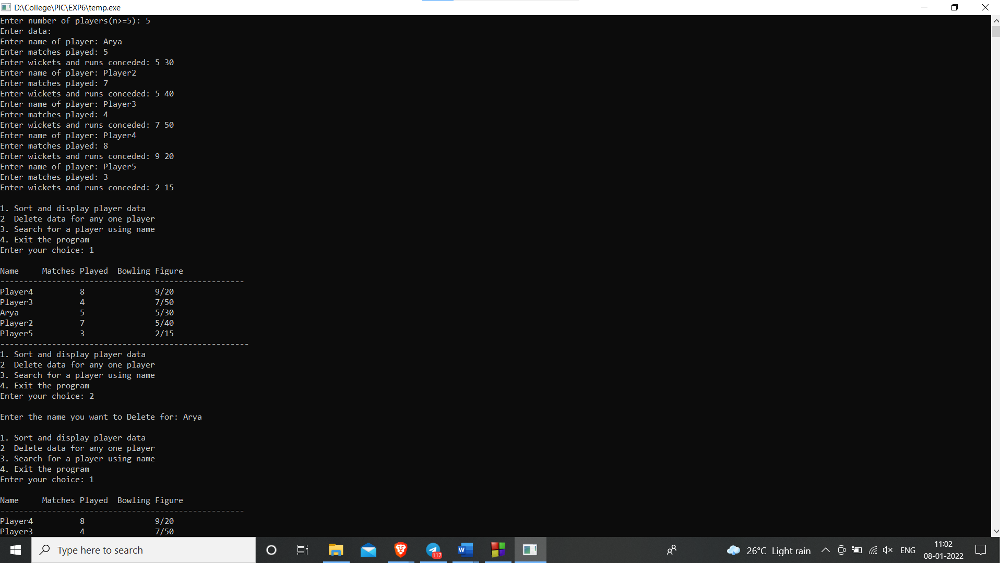 D:\College\PIC\EXP6\temp.exe
Enter number of players(n>=5): 5
Enter data:
Enter name of player: Arya
Enter matches played: 5
Enter wickets and runs conceded: 5 30
Enter name of player: Player2
Enter matches played: 7
Enter wickets and runs conceded: 5 40
Enter name of player: Player3
Enter matches played: 4
Enter wickets and runs conceded: 7 50
Enter name of player: Player4
Enter matches played: 8
Enter wickets and runs conceded: 9 20
Enter name of player: Player5
Enter matches played: 3
Enter wickets and runs conceded: 2 15
1. Sort and display player data
2  Delete data for any one player
3. Search for a player using name
4. Exit the program
Enter your choice: 1
Name     Matches Played  Bowling Figure
----------------------------------------------------
Player4          8               9/20
Player3          4               7/50
Arya             5               5/30
Player2          7               5/40
Player5          3               2/15
-----------------------------------------------------
1. Sort and display player data
2  Delete data for any one player
3. Search for a player using name
4. Exit the program
Enter your choice: 2
Enter the name you want to Delete for: Arya
1. Sort and display player data
2  Delete data for any one player
3. Search for a player using name
4. Exit the program
Enter your choice: 1
Name     Matches Played  Bowling Figure
----------------------------------------------------
Player4          8               9/20
Player3          4               7/50
Type here to search
117
W
26°C Light rain
ENG
11:02
08-01-2022